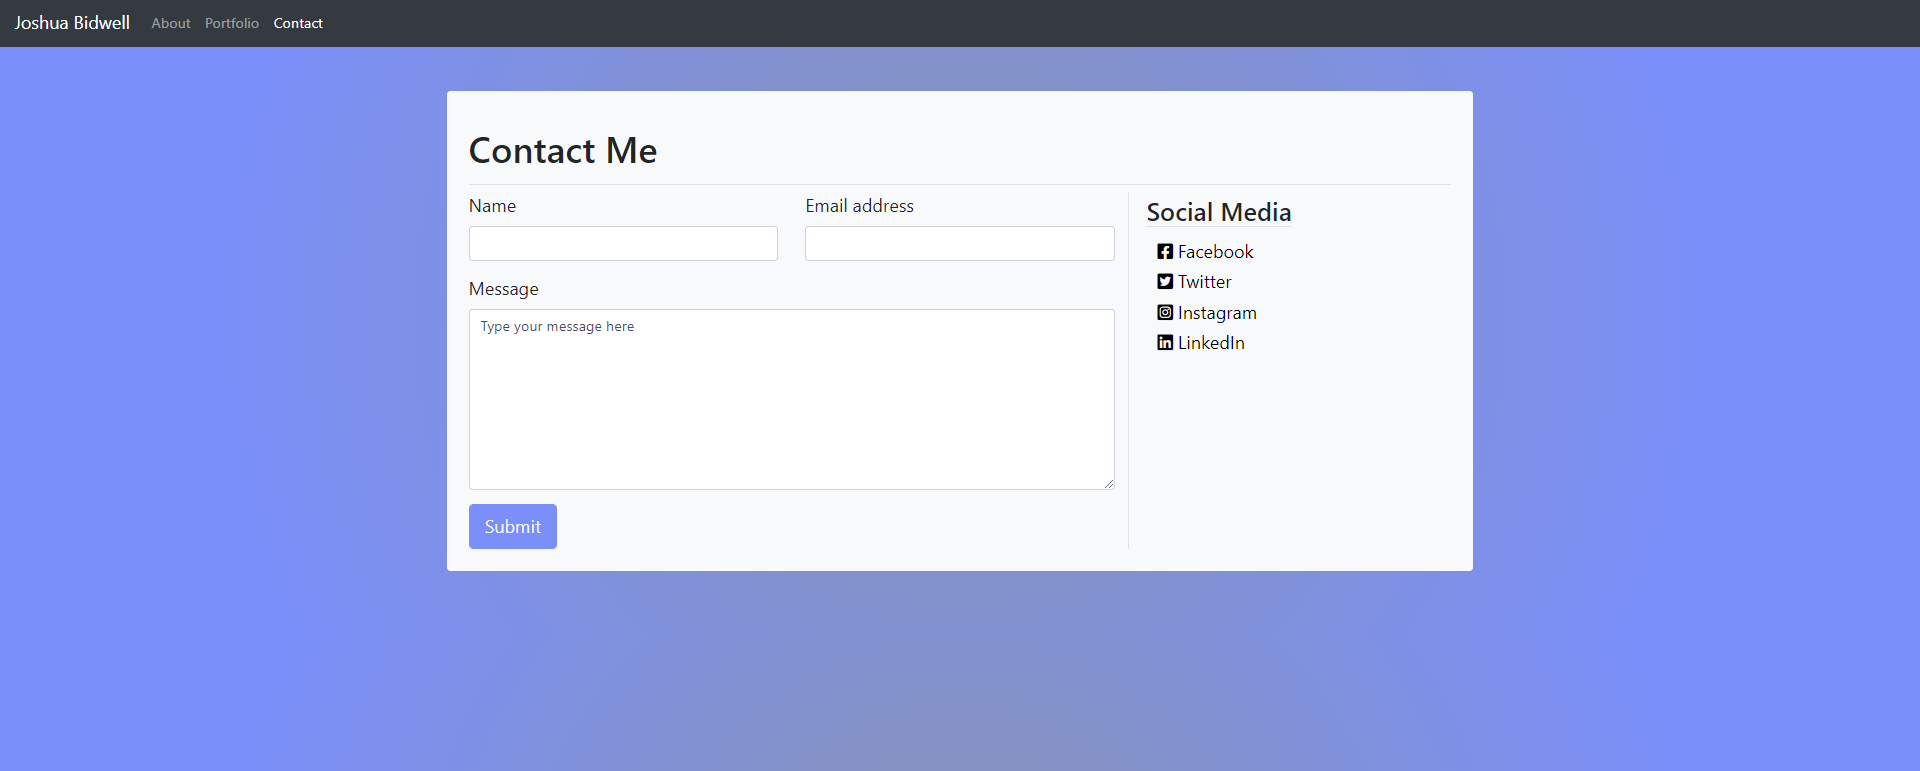 Joshua Bidwell About Portfolio Contact
Contact Me
Name Email address
Message
Type your message here
Submit
Social Media
Facebook
Twitter
Instagram
LinkedIn